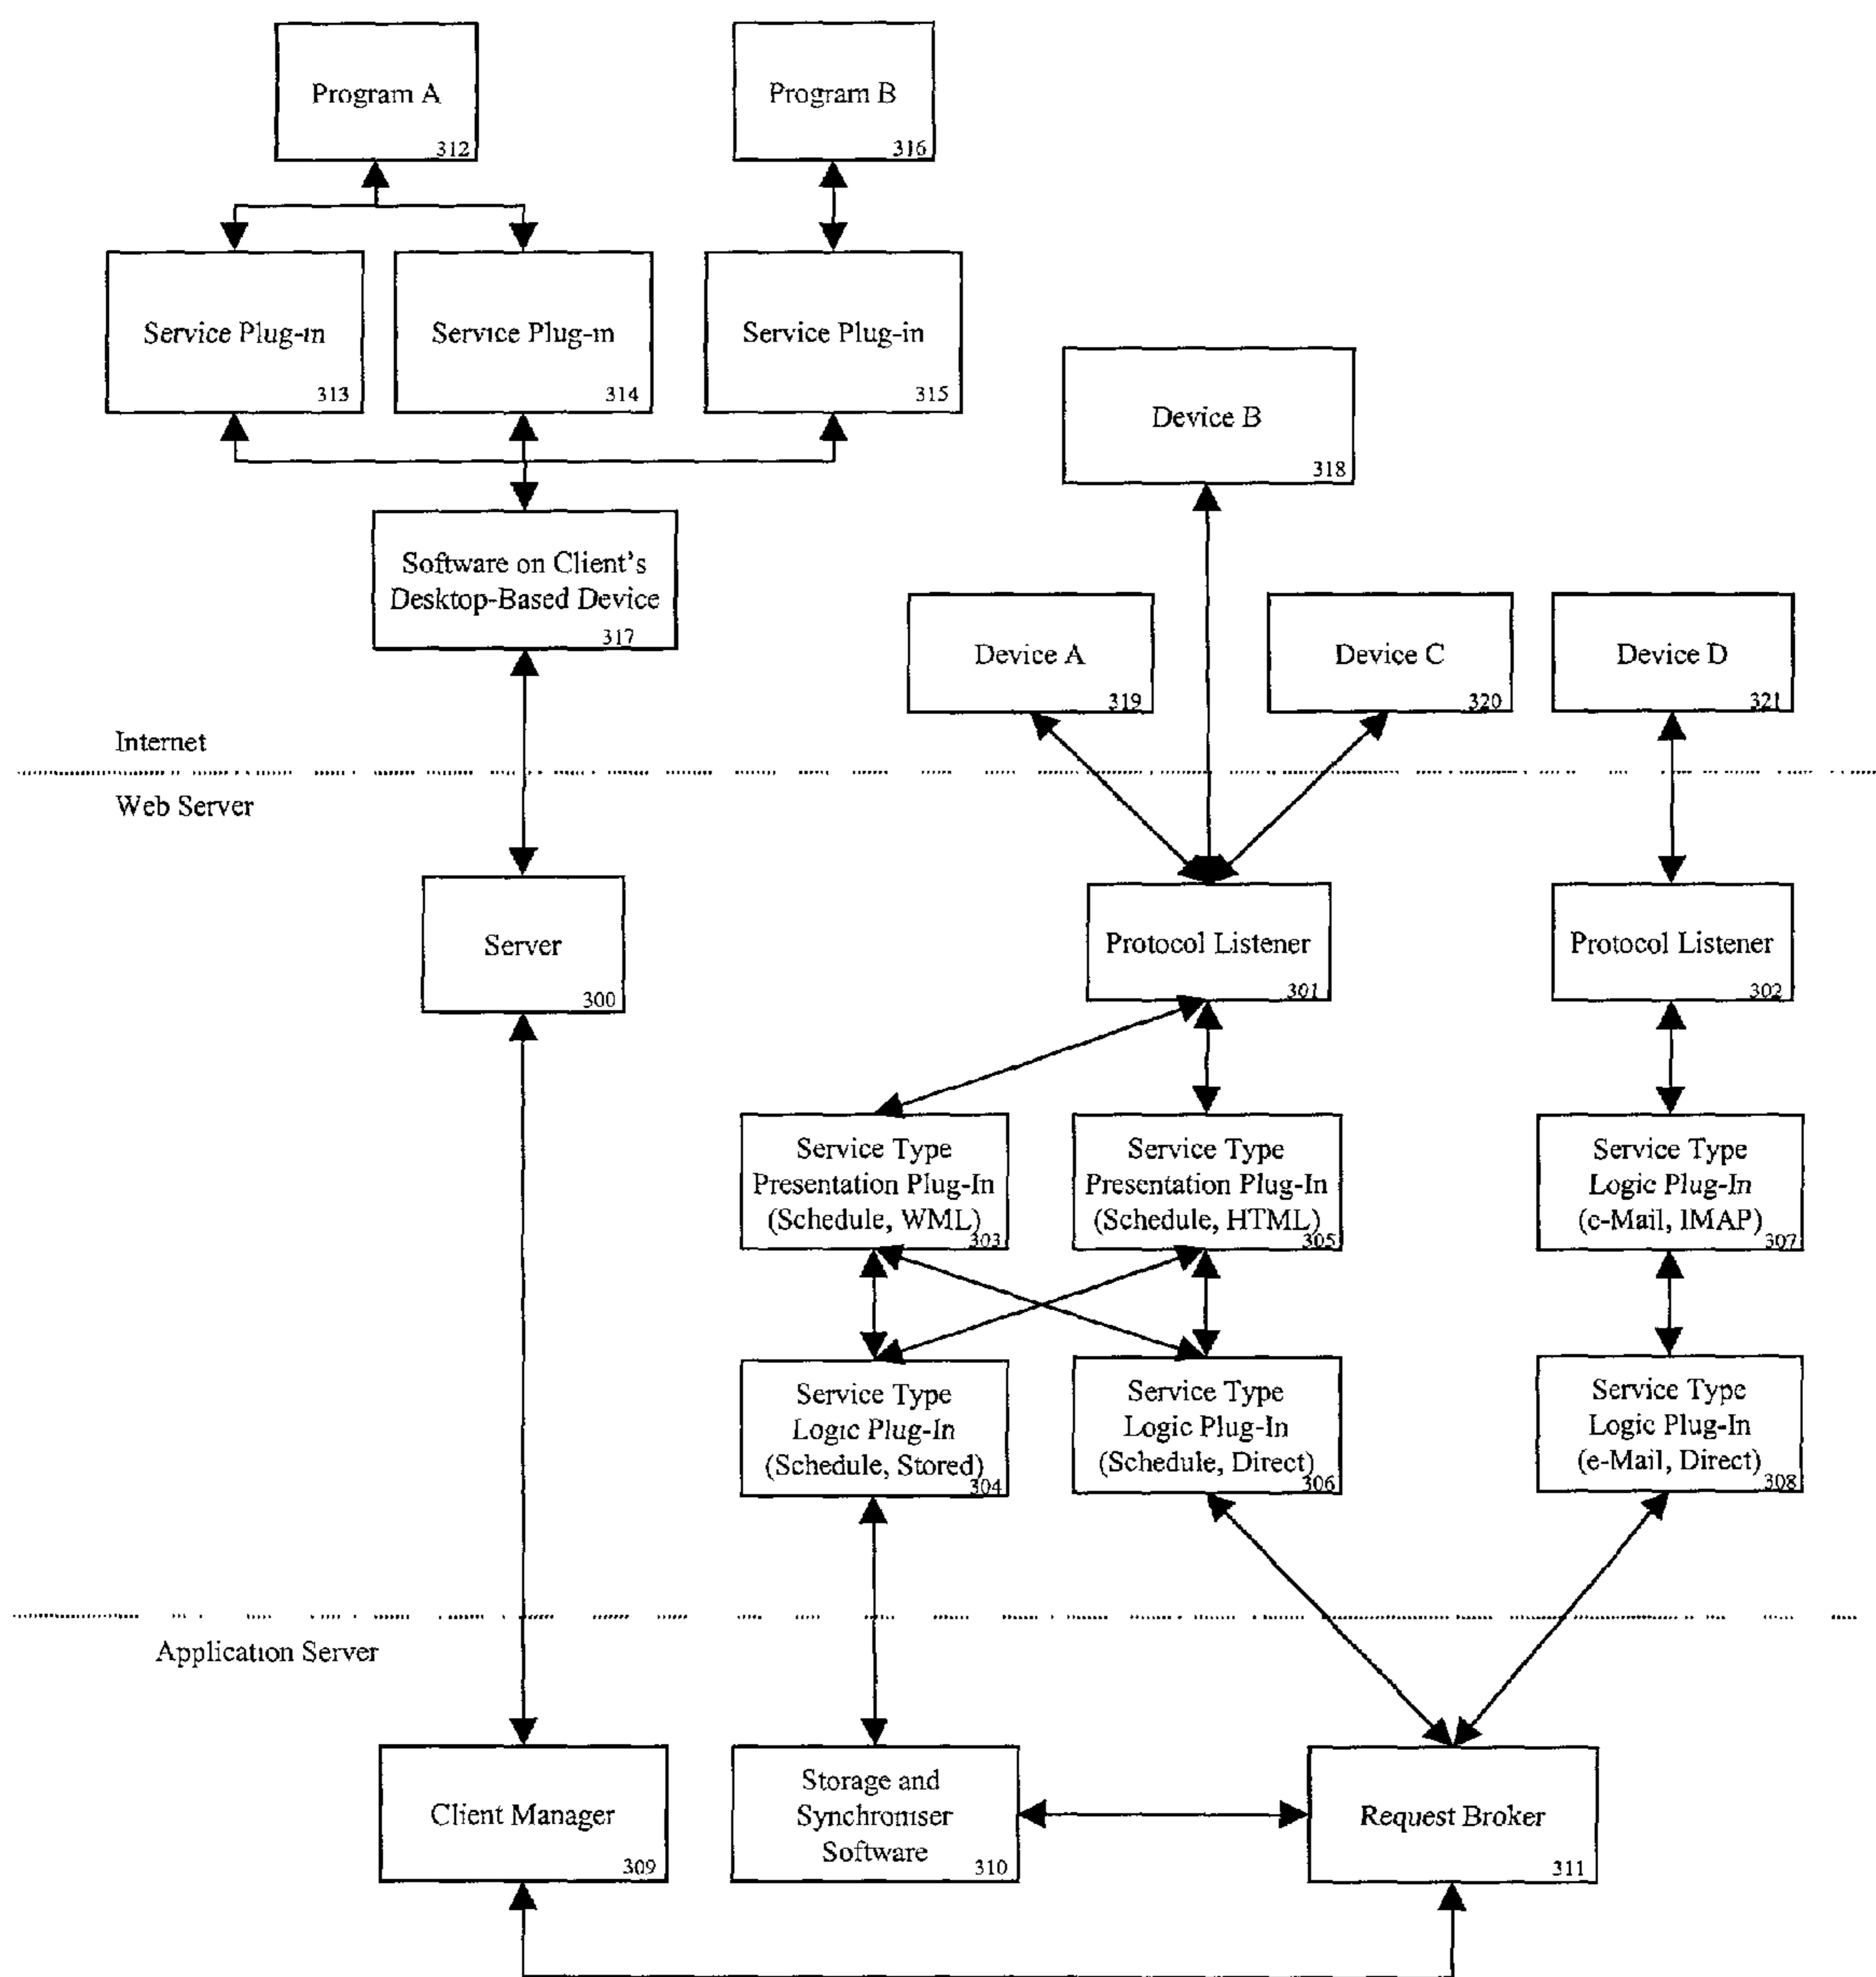 Program A
312
Program B
316
Service Plug-in
313
Service Plug-in
314
Service Plug-in
315
Device B
318
Software on Client's
Desktop-Based Device
317
Device A
319
Device C
320
Device D
321
Internet
Web Server
Server
300
Protocol Listener
301
Protocol Listener
302
Service Type
Presentation Plug-In
(Schedule, WML)
303
Service Type
Presentation Plug-In
(Schedule, HTML)
305
Service Type
Logic Plug-In
(e-Mail, IMAP)
307
Service Type
Logic Plug-In
(Schedule, Stored)
304
Service Type
Logic Plug-In
(Schedule, Direct)
306
Service Type
Logic Plug-In
(e-Mail, Direct)
308
Application Server
Client Manager
309
Storage and
Synchroniser
Software
310
Request Broker
311